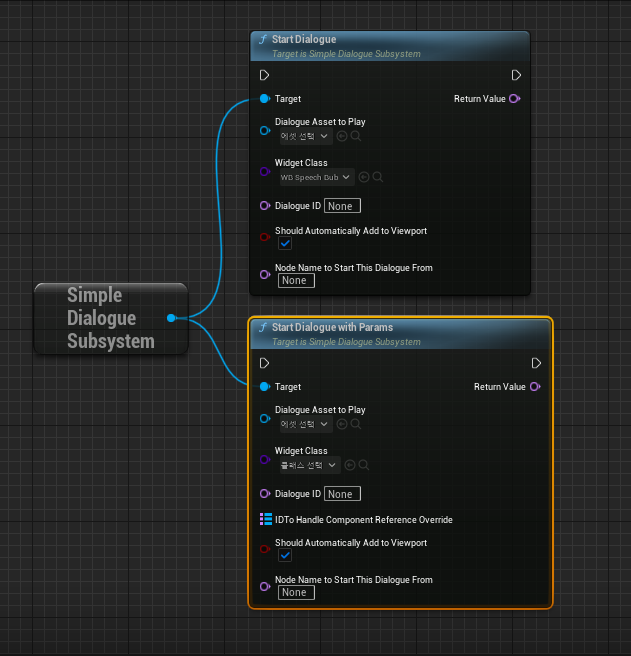 Start Dialogue
Target is Simple Dialogue Subsystem
Target
Return Value
Dialogue Asset to Play
에셋 선택
Widget Class
WB Speech Bub
Dialogue ID
None
Should Automatically Add to Viewport
Node Name to Start This Dialogue From
None
Simple
Dialogue
Subsystem
Start Dialogue with Params
Target is Simple Dialogue Subsystem
Target
Return Value
Dialogue Asset to Play
에셋 선택
Widget Class
클래스 선택
Dialogue ID
None
IDTo Handle Component Reference Override
Should Automatically Add to Viewport
Node Name to Start This Dialogue From
None